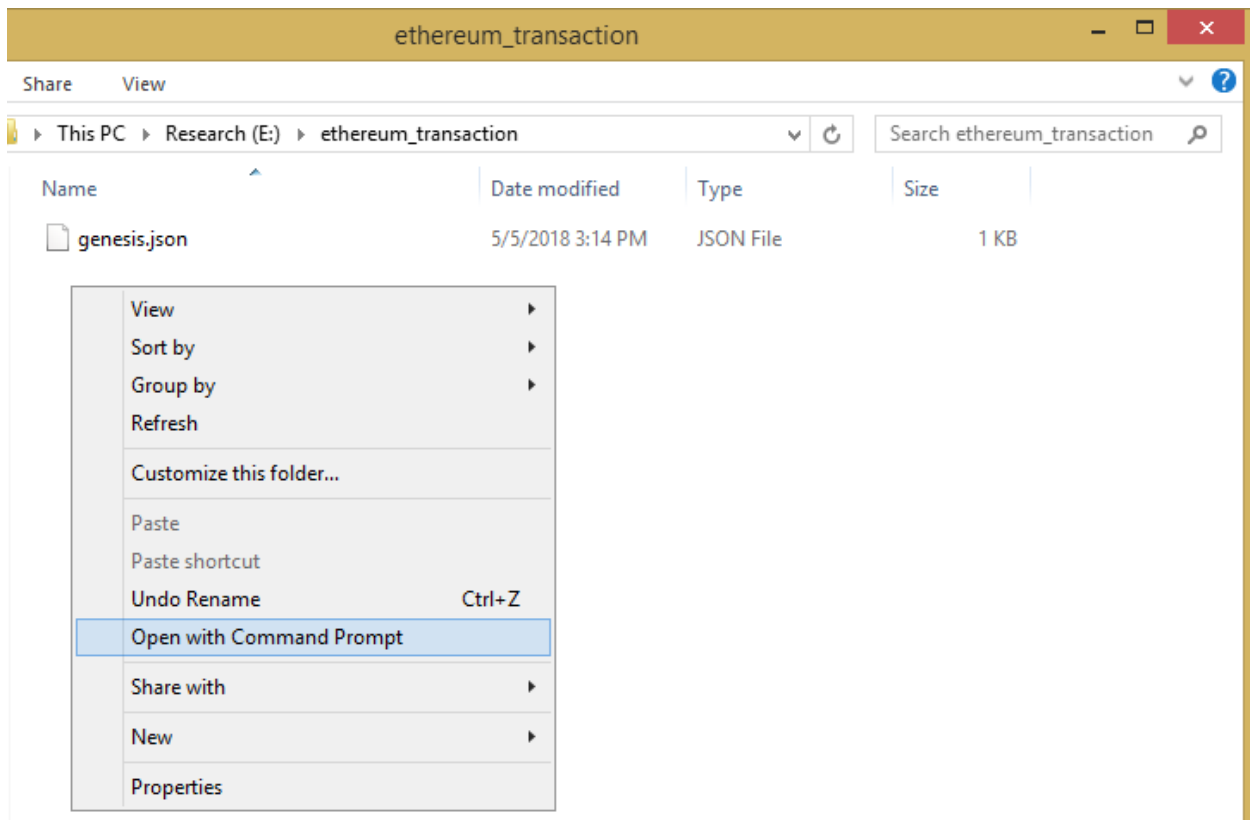 ethereum_transaction
Share View
This PC Research (E:) ethereum_transaction Search ethereum_transaction
Name Date modified Type Size
genesis.json 5/5/2018 3:14 PM JSON File 1 KB
View
Sort by
Group by
Refresh
Customize this folder...
Paste
Paste shortcut
Undo Rename Ctrl+Z
Open with Command Prompt
Share with
New
Properties